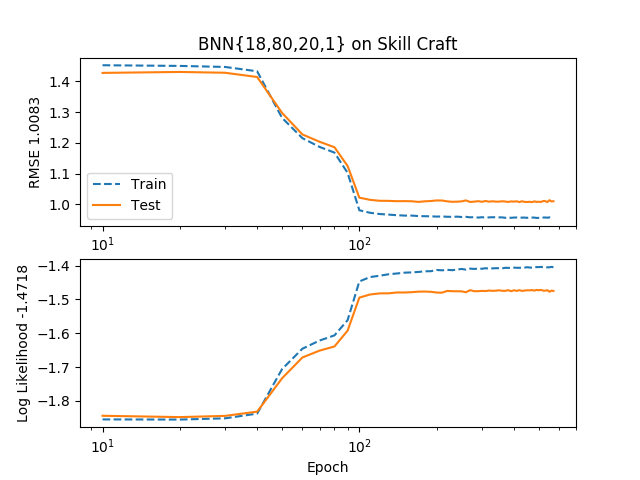 BNN{18,80,20,1} on Skill Craft
RMSE 1.0083
1.4
1.3
1.2
1.1
1.0
Train
Test
10¹
10²
Log Likelihood -1.4718
−1.4
−1.5
−1.6
−1.7
−1.8
10¹
10²
Epoch